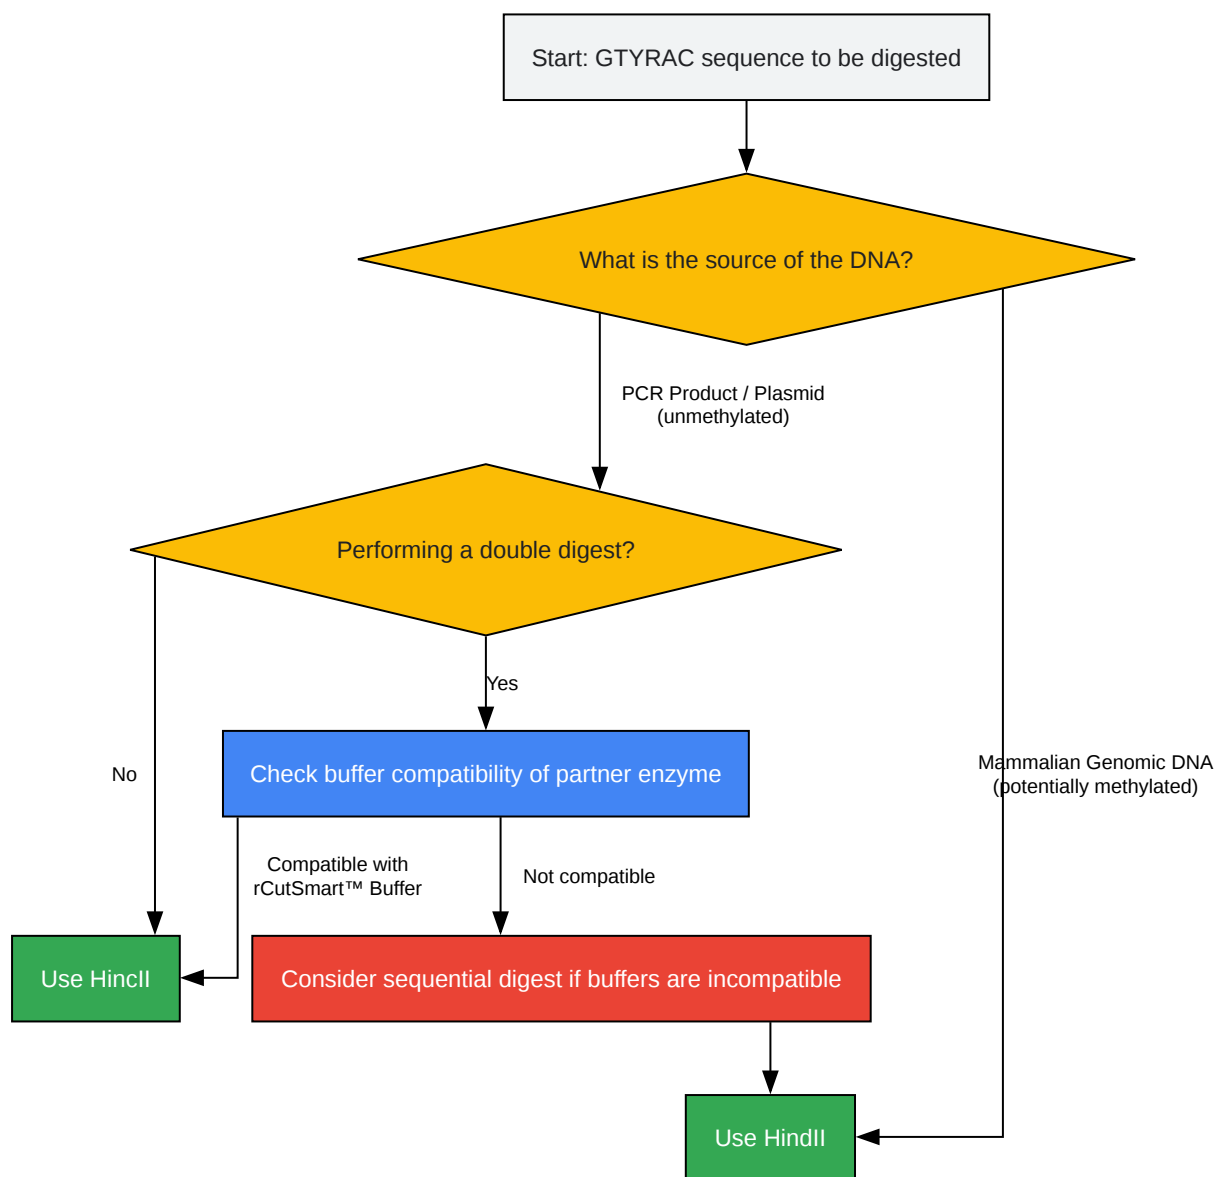 Start: GTYRAC sequence to be digested
What is the source of the DNA?
PCR Product / Plasmid
(unmethylated)
Performing a double digest?
Yes
No
Check buffer compatibility of partner enzyme
Mammalian Genomic DNA
(potentially methylated)
Compatible with
rCutSmart™ Buffer
Not compatible
Use HincII
Consider sequential digest if buffers are incompatible
Use HindII